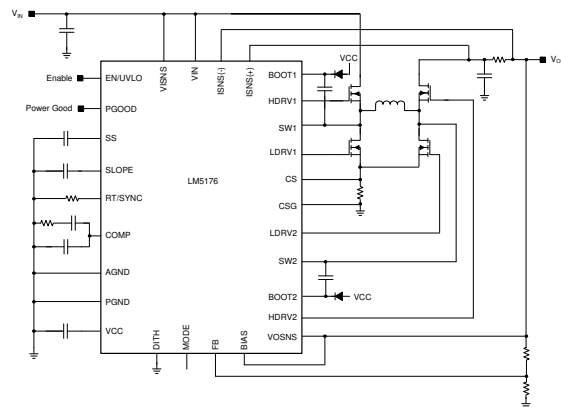 VIN
VO
VISNS
VIN
ISNS(-)
ISNS(+)
VCC
Enable
EN/UVLO
BOOT1
Power Good
PGOOD
HDRV1
SS
SW1
LDRV1
SLOPE
LM5176
CS
RT/SYNC
CSG
COMP
LDRV2
SW2
AGND
BOOT2
VCC
PGND
HDRV2
VCC
VOSNS
DITH
MODE
FB
BIAS